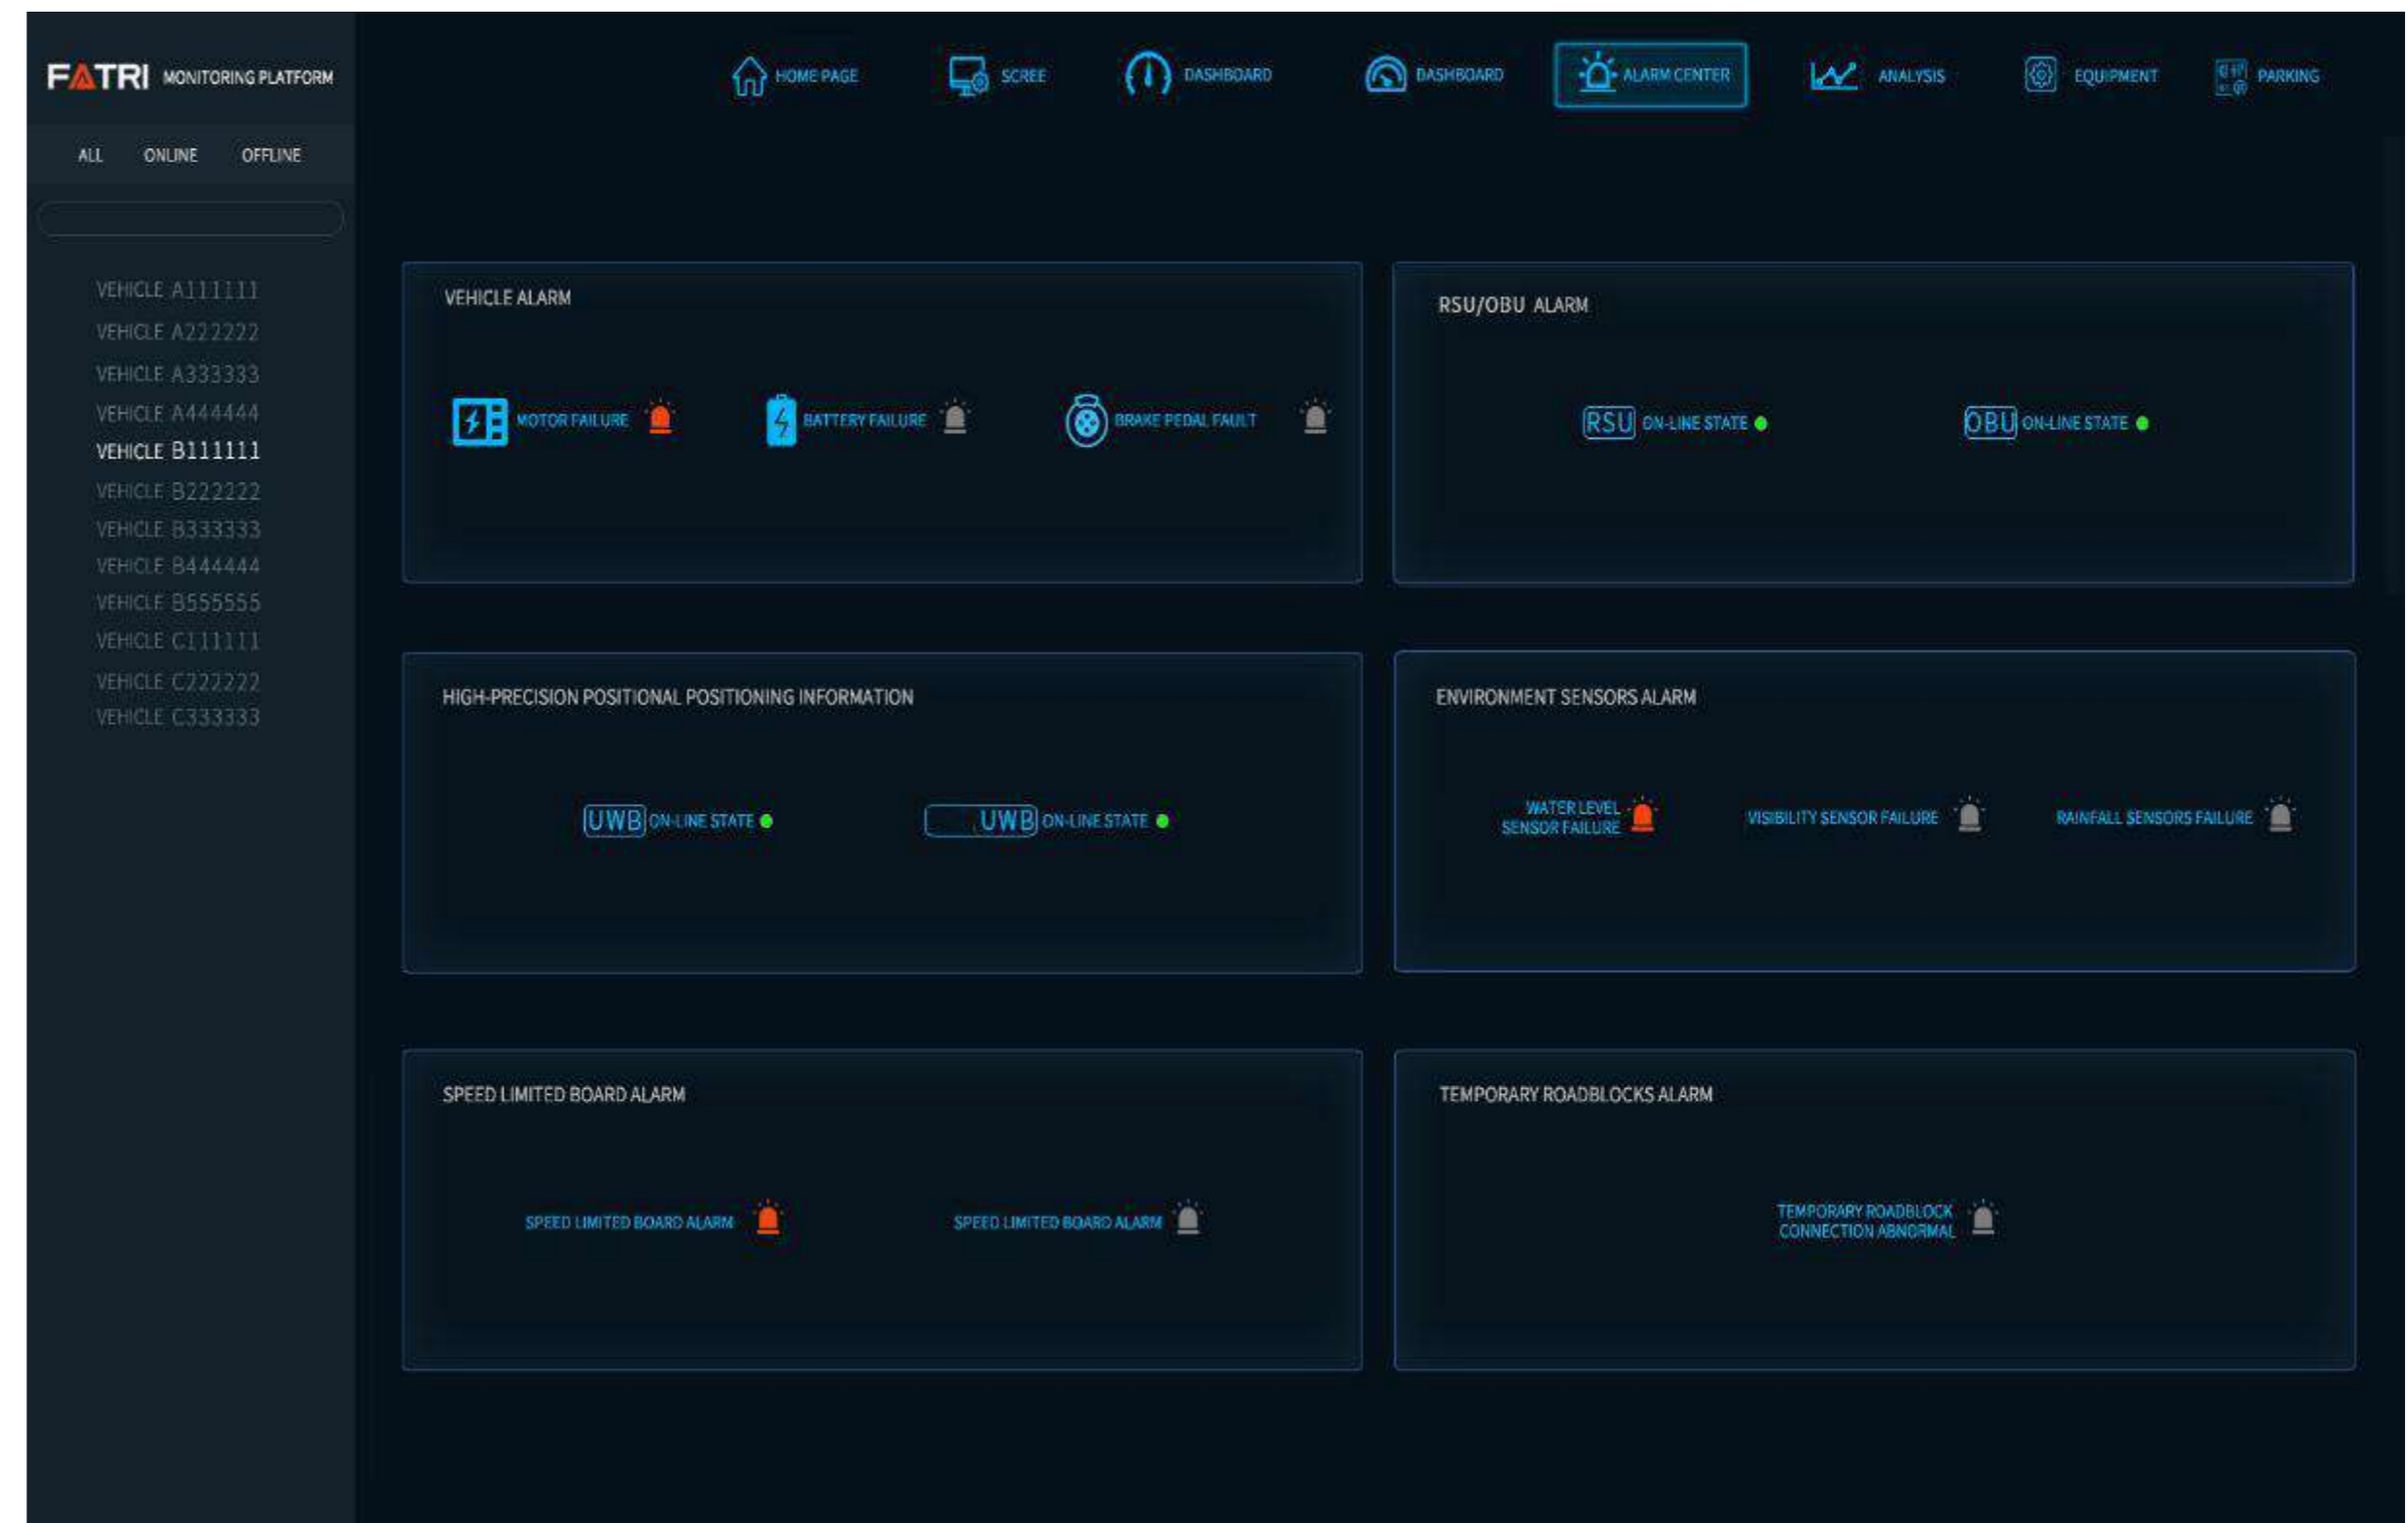 FATRI MONITORING PLATFORM
HOME PAGE
SCREE
DASHBOARD
DASHBOARD
ALARM CENTER
ANALYSIS
EQUIPMENT
PARKING
ALL ONLINE OFFLINE
VEHICLE A111111
VEHICLE A222222
VEHICLE A333333
VEHICLE A444444
VEHICLE B111111
VEHICLE B222222
VEHICLE B333333
VEHICLE B444444
VEHICLE B555555
VEHICLE C111111
VEHICLE C222222
VEHICLE C333333
VEHICLE ALARM
MOTOR FAILURE
BATTERY FAILURE
BRAKE PEDAL FAULT
RSU/OBU ALARM
RSU ON-LINE STATE
OBU ON-LINE STATE
HIGH-PRECISION POSITIONAL POSITIONING INFORMATION
UWB ON-LINE STATE
UWB ON-LINE STATE
ENVIRONMENT SENSORS ALARM
WATER LEVEL
SENSOR FAILURE
VISIBILITY SENSOR FAILURE
RAINFALL SENSORS FAILURE
SPEED LIMITED BOARD ALARM
SPEED LIMITED BOARD ALARM
SPEED LIMITED BOARD ALARM
TEMPORARY ROADBLOCKS ALARM
TEMPORARY ROADBLOCK
CONNECTION ABNORMAL